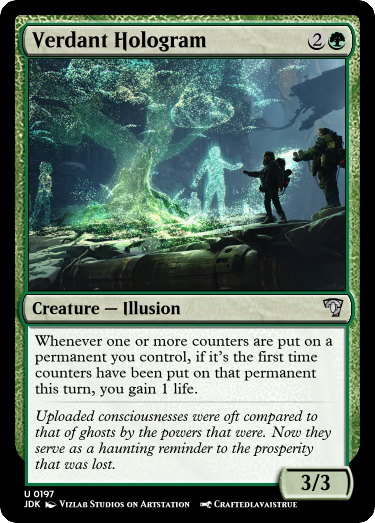 Verdant Hologram
2
Creature — Illusion
Whenever one or more counters are put on a
permanent you control, if it's the first time
counters have been put on that permanent
this turn, you gain 1 life.
Uploaded consciousnesses were oft compared to
that of ghosts by the powers that were. Now they
serve as a haunting reminder to the prosperity
that was lost.
3/3
U 0197
JDK Vizlab Studios on Artstation Craftedlavaistrue